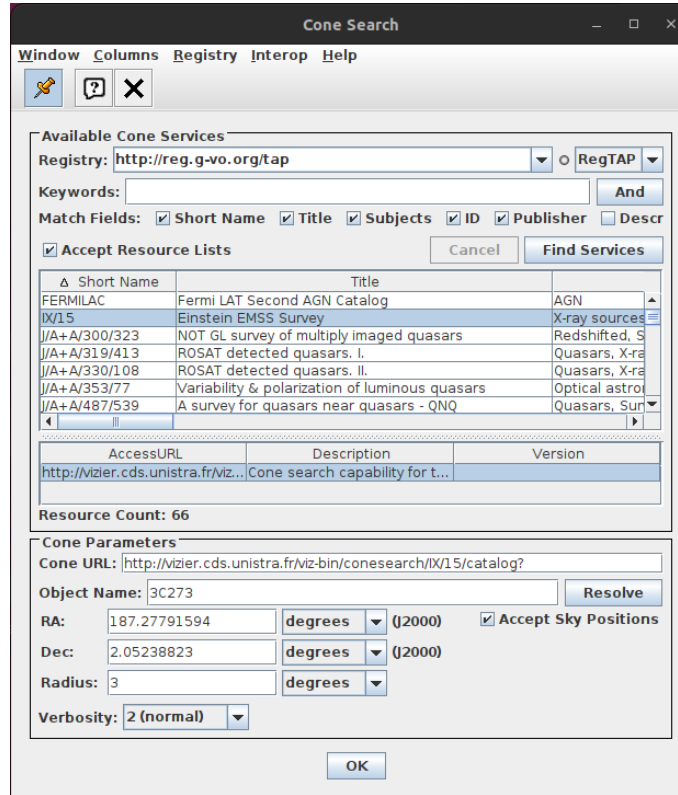 Cone Search
Window Columns Registry Interop Help
Available Cone Services
Registry: http://reg.g-vo.org/tap RegTAP
Keywords: And
Match Fields: Short Name Title Subjects ID Publisher Descr
Accept Resource Lists Cancel Find Services
Short Name Title
FERMILAC Fermi LAT Second AGN Catalog AGN
IX/15 Einstein EMSS Survey X-ray sources
J/A+A/300/323 NOT GL survey of multiply imaged quasars Redshifted, S
J/A+A/319/413 ROSAT detected quasars. I. Quasars, X-ra
J/A+A/330/108 ROSAT detected quasars. II. Quasars, X-ra
J/A+A/353/77 Variability & polarization of luminous quasars Optical astron
J/A+A/487/539 A survey for quasars near quasars - QNQ Quasars, Sur
AccessURL Description Version
http://vizier.cds.unistra.fr/viz... Cone search capability for t...
Resource Count: 66
Cone Parameters
Cone URL: http://vizier.cds.unistra.fr/viz-bin/conesearch/IX/15/catalog?
Object Name: 3C273 Resolve
RA: 187.27791594 degrees (J2000) Accept Sky Positions
Dec: 2.05238823 degrees (J2000)
Radius: 3 degrees
Verbosity: 2 (normal)
OK